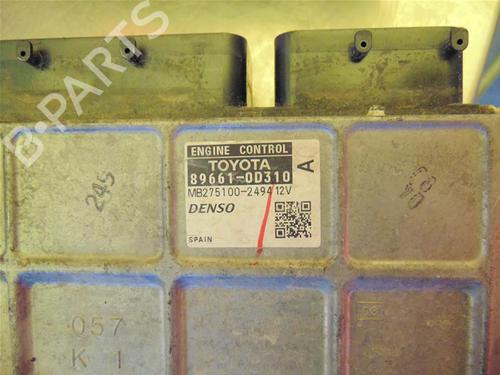 B-PARTS
ENGINE CONTROL
TOYOTA
89661-0D310
A
MB275100-2494 12V
DENSO
SPAIN
245
057
K 1